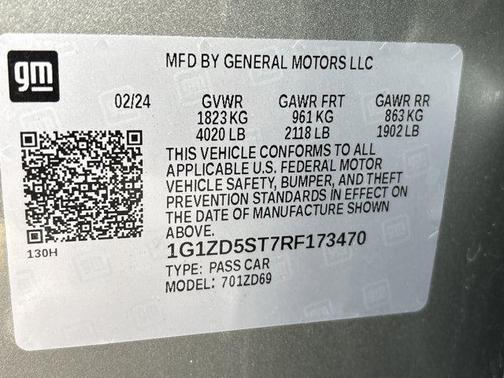 gm
MFD BY GENERAL MOTORS LLC
02/24 GVWR GAWR FRT GAWR RR
1823 KG 961 KG 863 KG
4020 LB 2118 LB 1902 LB
THIS VEHICLE CONFORMS TO ALL
APPLICABLE U.S. FEDERAL MOTOR
VEHICLE SAFETY, BUMPER, AND THEFT
PREVENTION STANDARDS IN EFFECT ON
THE DATE OF MANUFACTURE SHOWN
ABOVE.
130H
1G1ZD5ST7RF173470
TYPE: PASS CAR
MODEL: 701ZD69